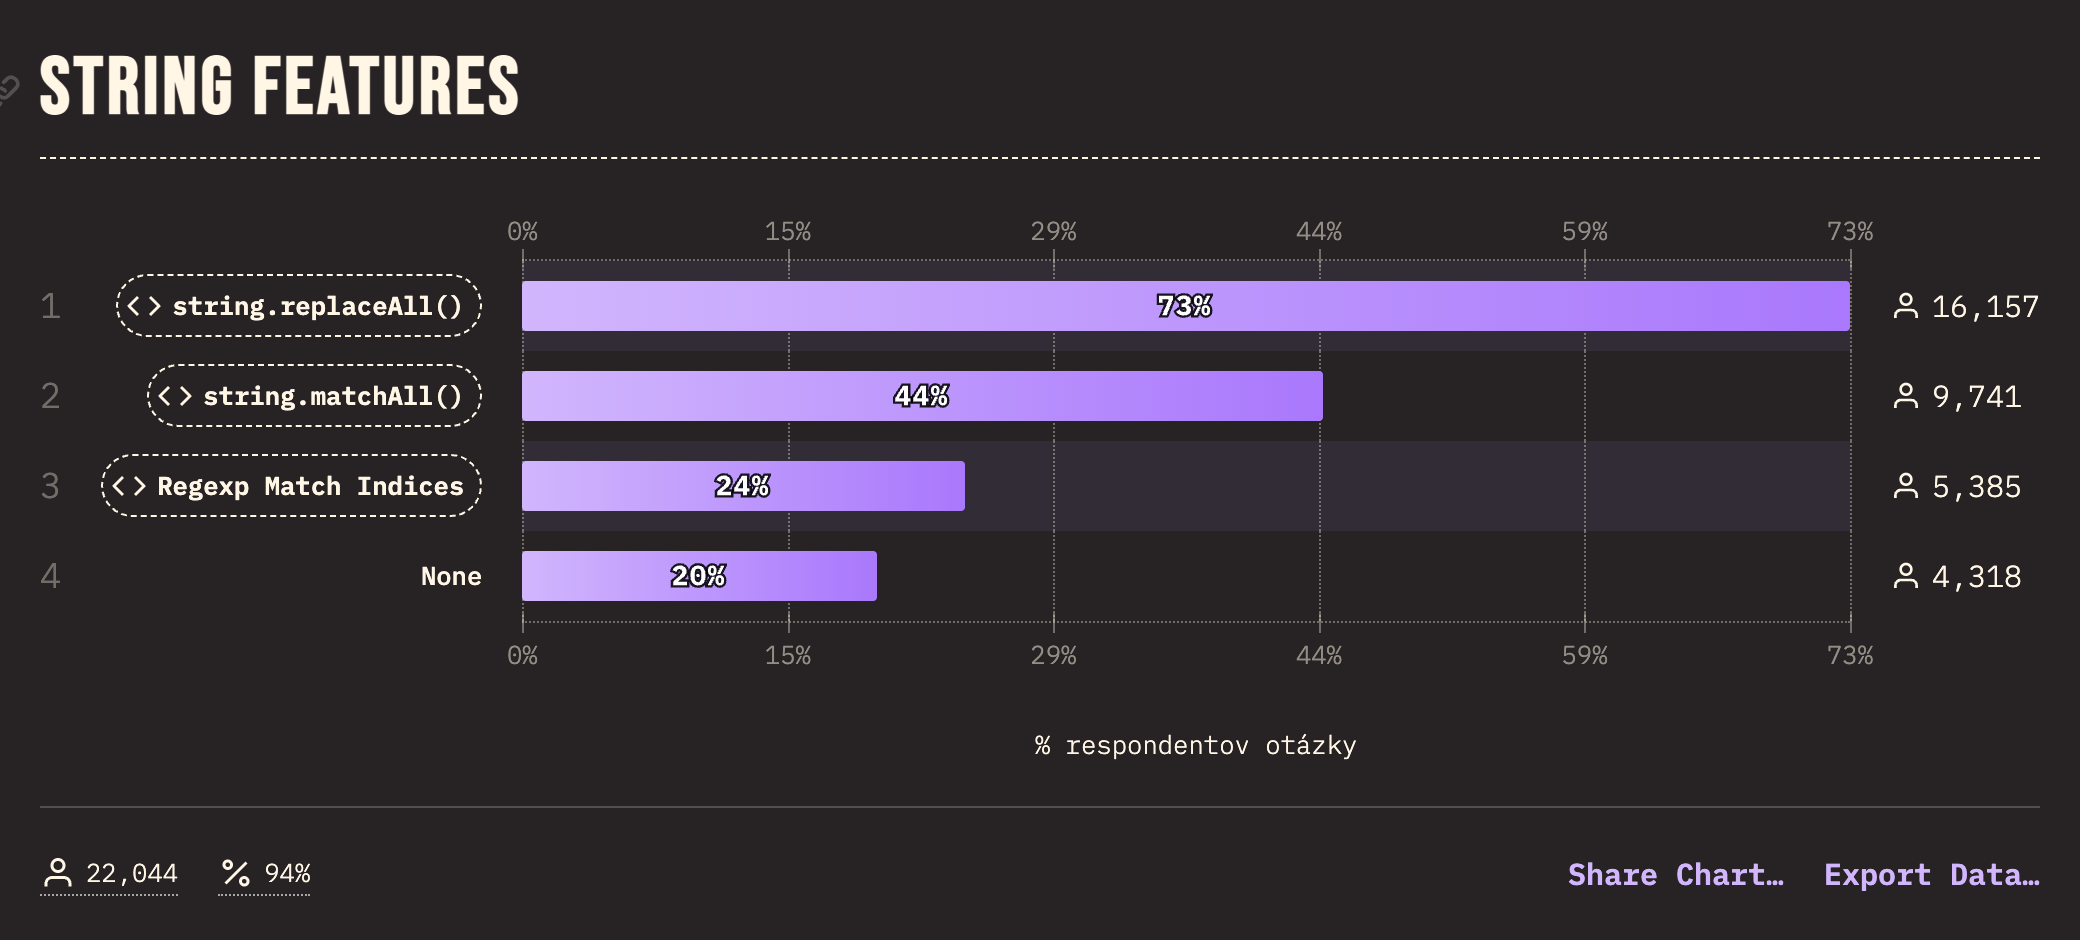 STRING FEATURES
0% 15% 29% 44% 59% 73%
1 <> string.replaceAll() 73% 16,157
2 <> string.matchAll() 44% 9,741
3 <> Regexp Match Indices 24% 5,385
4 None 20% 4,318
0% 15% 29% 44% 59% 73%
% respondentov otázky
22,044 % 94% Share Chart… Export Data…